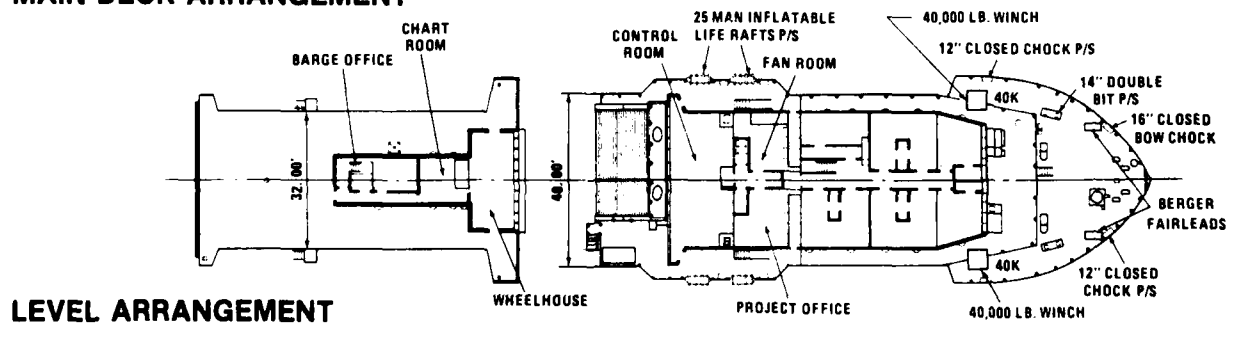 MAIN DECK ARRANGEMENT
25 MAN INFLATABLE
LIFE RAFTS P/S
40,000 LB. WINCH
CHART
ROOM
CONTROL
ROOM
12" CLOSED CHOCK P/S
BARGE OFFICE
FAN ROOM
14" DOUBLE
BIT P/S
40K
16" CLOSED
BOW CHOCK
32.00'
40.00'
BERGER
FAIRLEADS
40K
12" CLOSED
CHOCK P/S
WHEELHOUSE
PROJECT OFFICE
40,000 LB. WINCH
LEVEL ARRANGEMENT